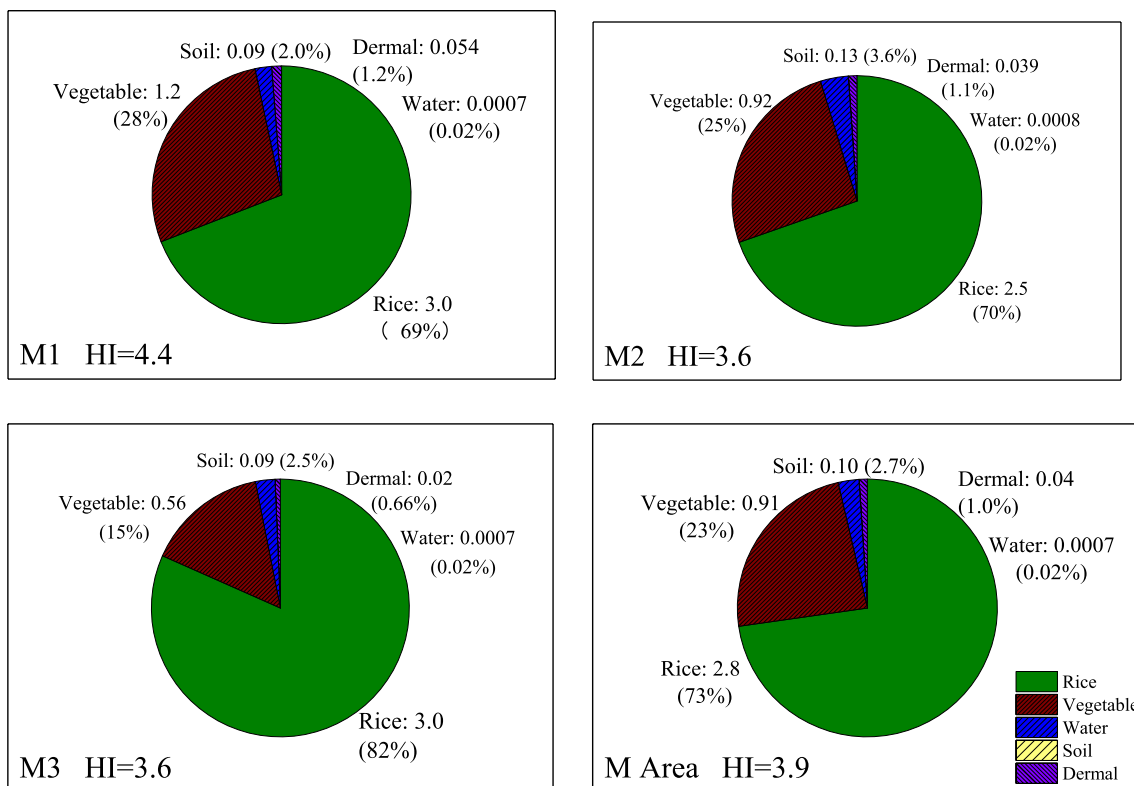 Soil: 0.09 (2.0%)
Dermal: 0.054
(1.2%)
Vegetable: 1.2
(28%)
Water: 0.0007
(0.02%)
Rice: 3.0
( 69%)
M1 HI=4.4
Soil: 0.13 (3.6%)
Dermal: 0.039
(1.1%)
Vegetable: 0.92
(25%)
Water: 0.0008
(0.02%)
Rice: 2.5
(70%)
M2 HI=3.6
Soil: 0.09 (2.5%)
Dermal: 0.02
(0.66%)
Vegetable: 0.56
(15%)
Water: 0.0007
(0.02%)
Rice: 3.0
(82%)
M3 HI=3.6
Soil: 0.10 (2.7%)
Dermal: 0.04
(1.0%)
Vegetable: 0.91
(23%)
Water: 0.0007
(0.02%)
Rice: 2.8
(73%)
M Area HI=3.9
Rice
Vegetable
Water
Soil
Dermal